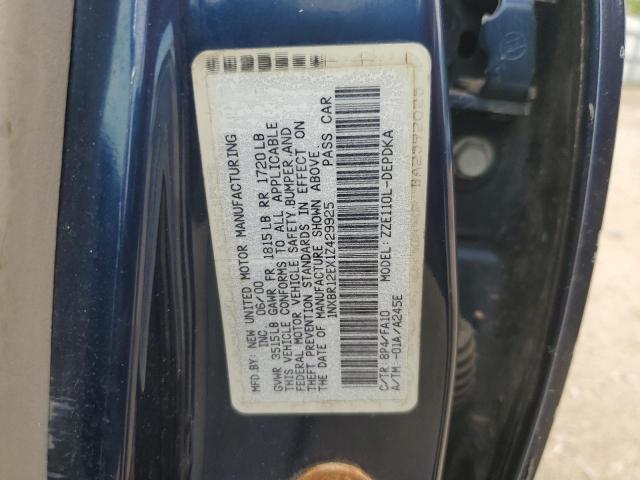 MFD BY: NEW UNITED MOTOR MANUFACTURING
INC 06/00
GVWR 3515LB GAWR FR 1815LB RR 1720LB
THIS VEHICLE CONFORMS TO ALL APPLICABLE
FEDERAL MOTOR VEHICLE SAFETY, BUMPER, AND
THEFT PREVENTION STANDARDS IN EFFECT ON
THE DATE OF MANUFACTURE SHOWN ABOVE.
1NXBR12EX1Z429925 PASS CAR
C/TR: 8P4/FA10 MODEL: ZZE110L-DEPDKA
A/TM: -01A/A245E